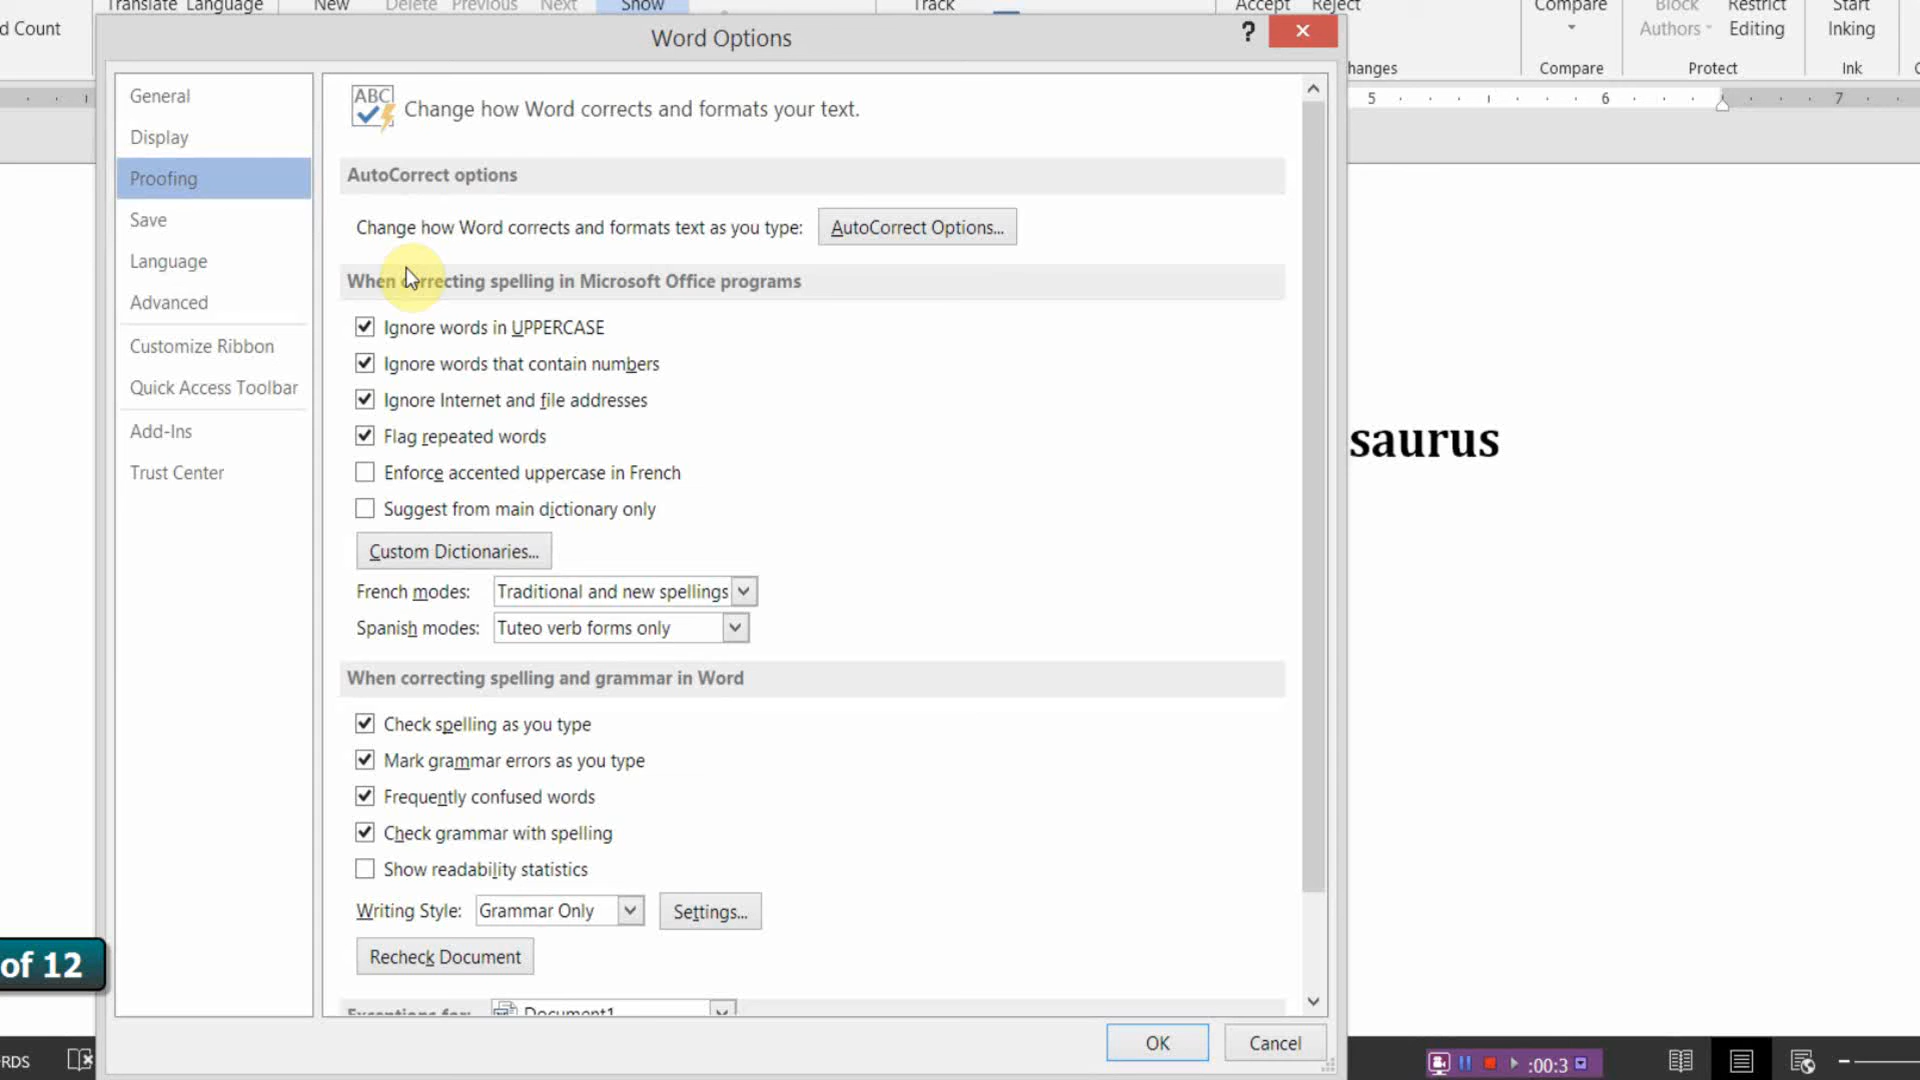 Translate Language New Delete Previous Next Show Track Accept Reject Compare Block Restrict Start
d Count Authors Editing Inking
hanges Compare Protect Ink
Word Options ?
5 6 7
General
Display
Proofing
Save
Language
Advanced
Customize Ribbon
Quick Access Toolbar
Add-Ins
Trust Center
ABC Change how Word corrects and formats your text.
AutoCorrect options
Change how Word corrects and formats text as you type: AutoCorrect Options...
When correcting spelling in Microsoft Office programs
Ignore words in UPPERCASE
Ignore words that contain numbers
Ignore Internet and file addresses
Flag repeated words
Enforce accented uppercase in French
Suggest from main dictionary only
Custom Dictionaries...
French modes: Traditional and new spellings
Spanish modes: Tuteo verb forms only
When correcting spelling and grammar in Word
Check spelling as you type
Mark grammar errors as you type
Frequently confused words
Check grammar with spelling
Show readability statistics
Writing Style: Grammar Only Settings...
Recheck Document
Exceptions for: Document1
OK Cancel
saurus
of 12
RDS
:00:3